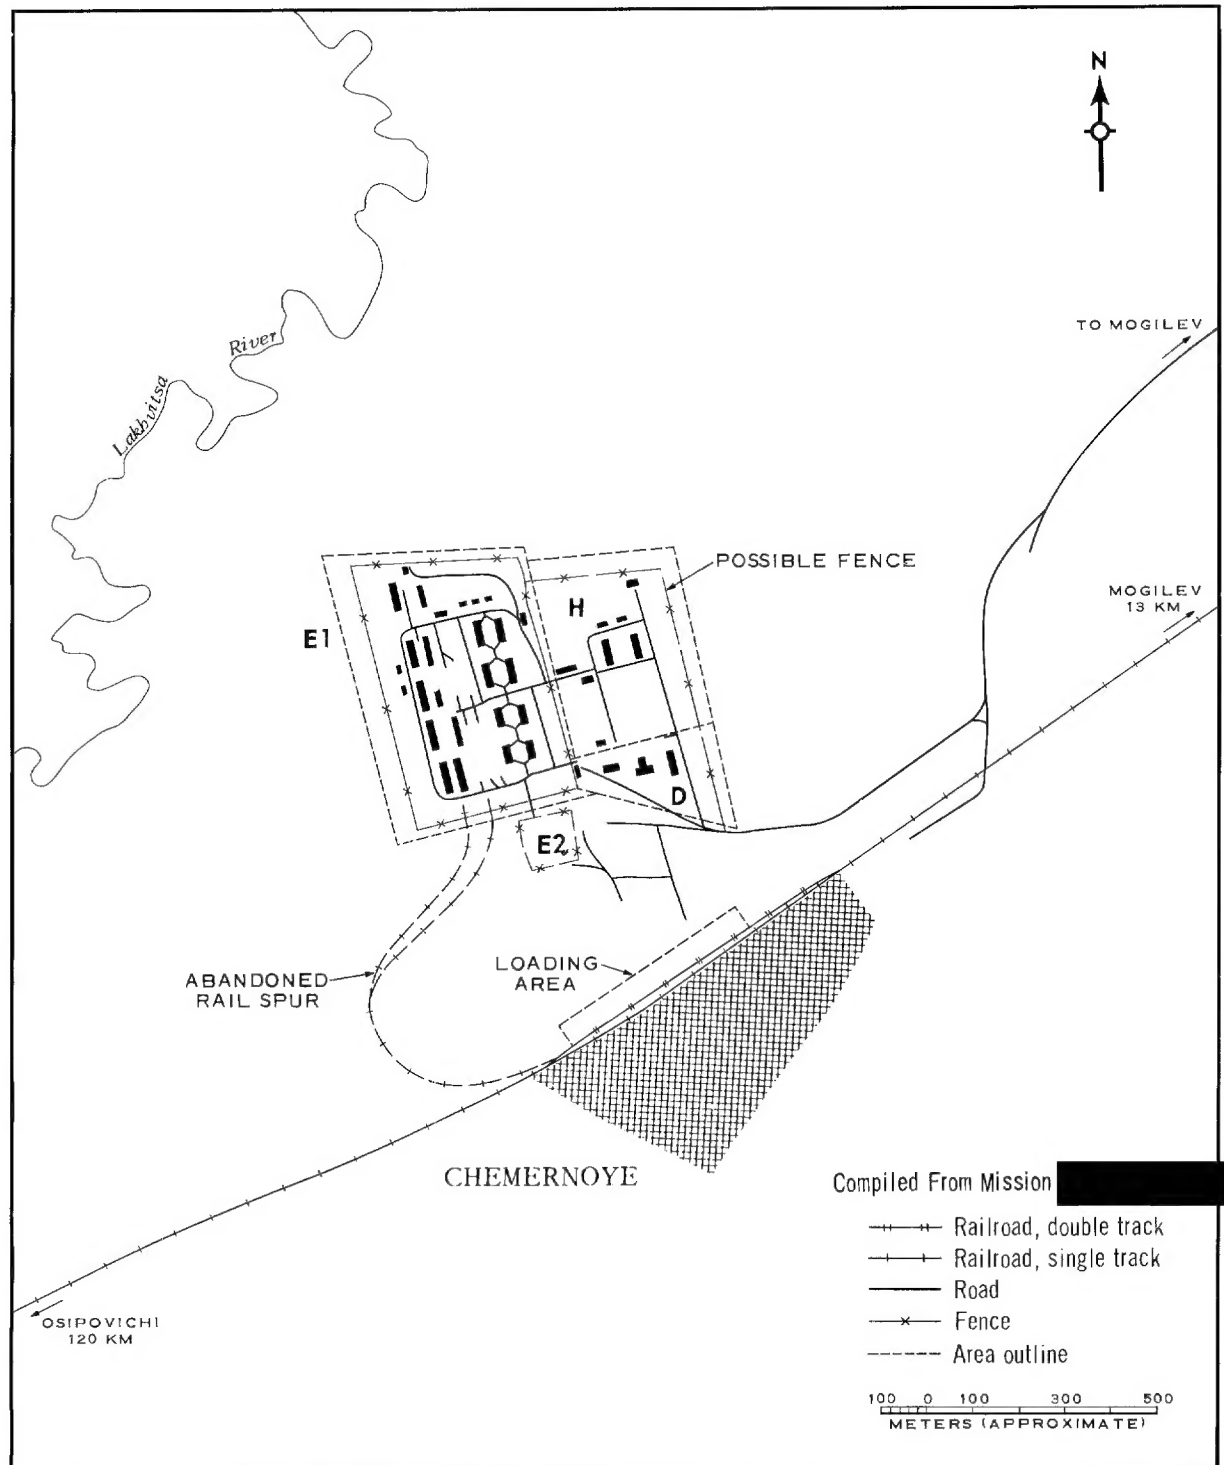 N
TO MOGILEV
River
Lakhvitsa
POSSIBLE FENCE
MOGILEV
13 KM
H
E1
D
E2
ABANDONED
RAIL SPUR
LOADING
AREA
CHEMERNOYE
Compiled From Mission
Railroad, double track
Railroad, single track
Road
Fence
Area outline
OSIPOVICHI
120 KM
100 0 100 300 500
METERS (APPROXIMATE)